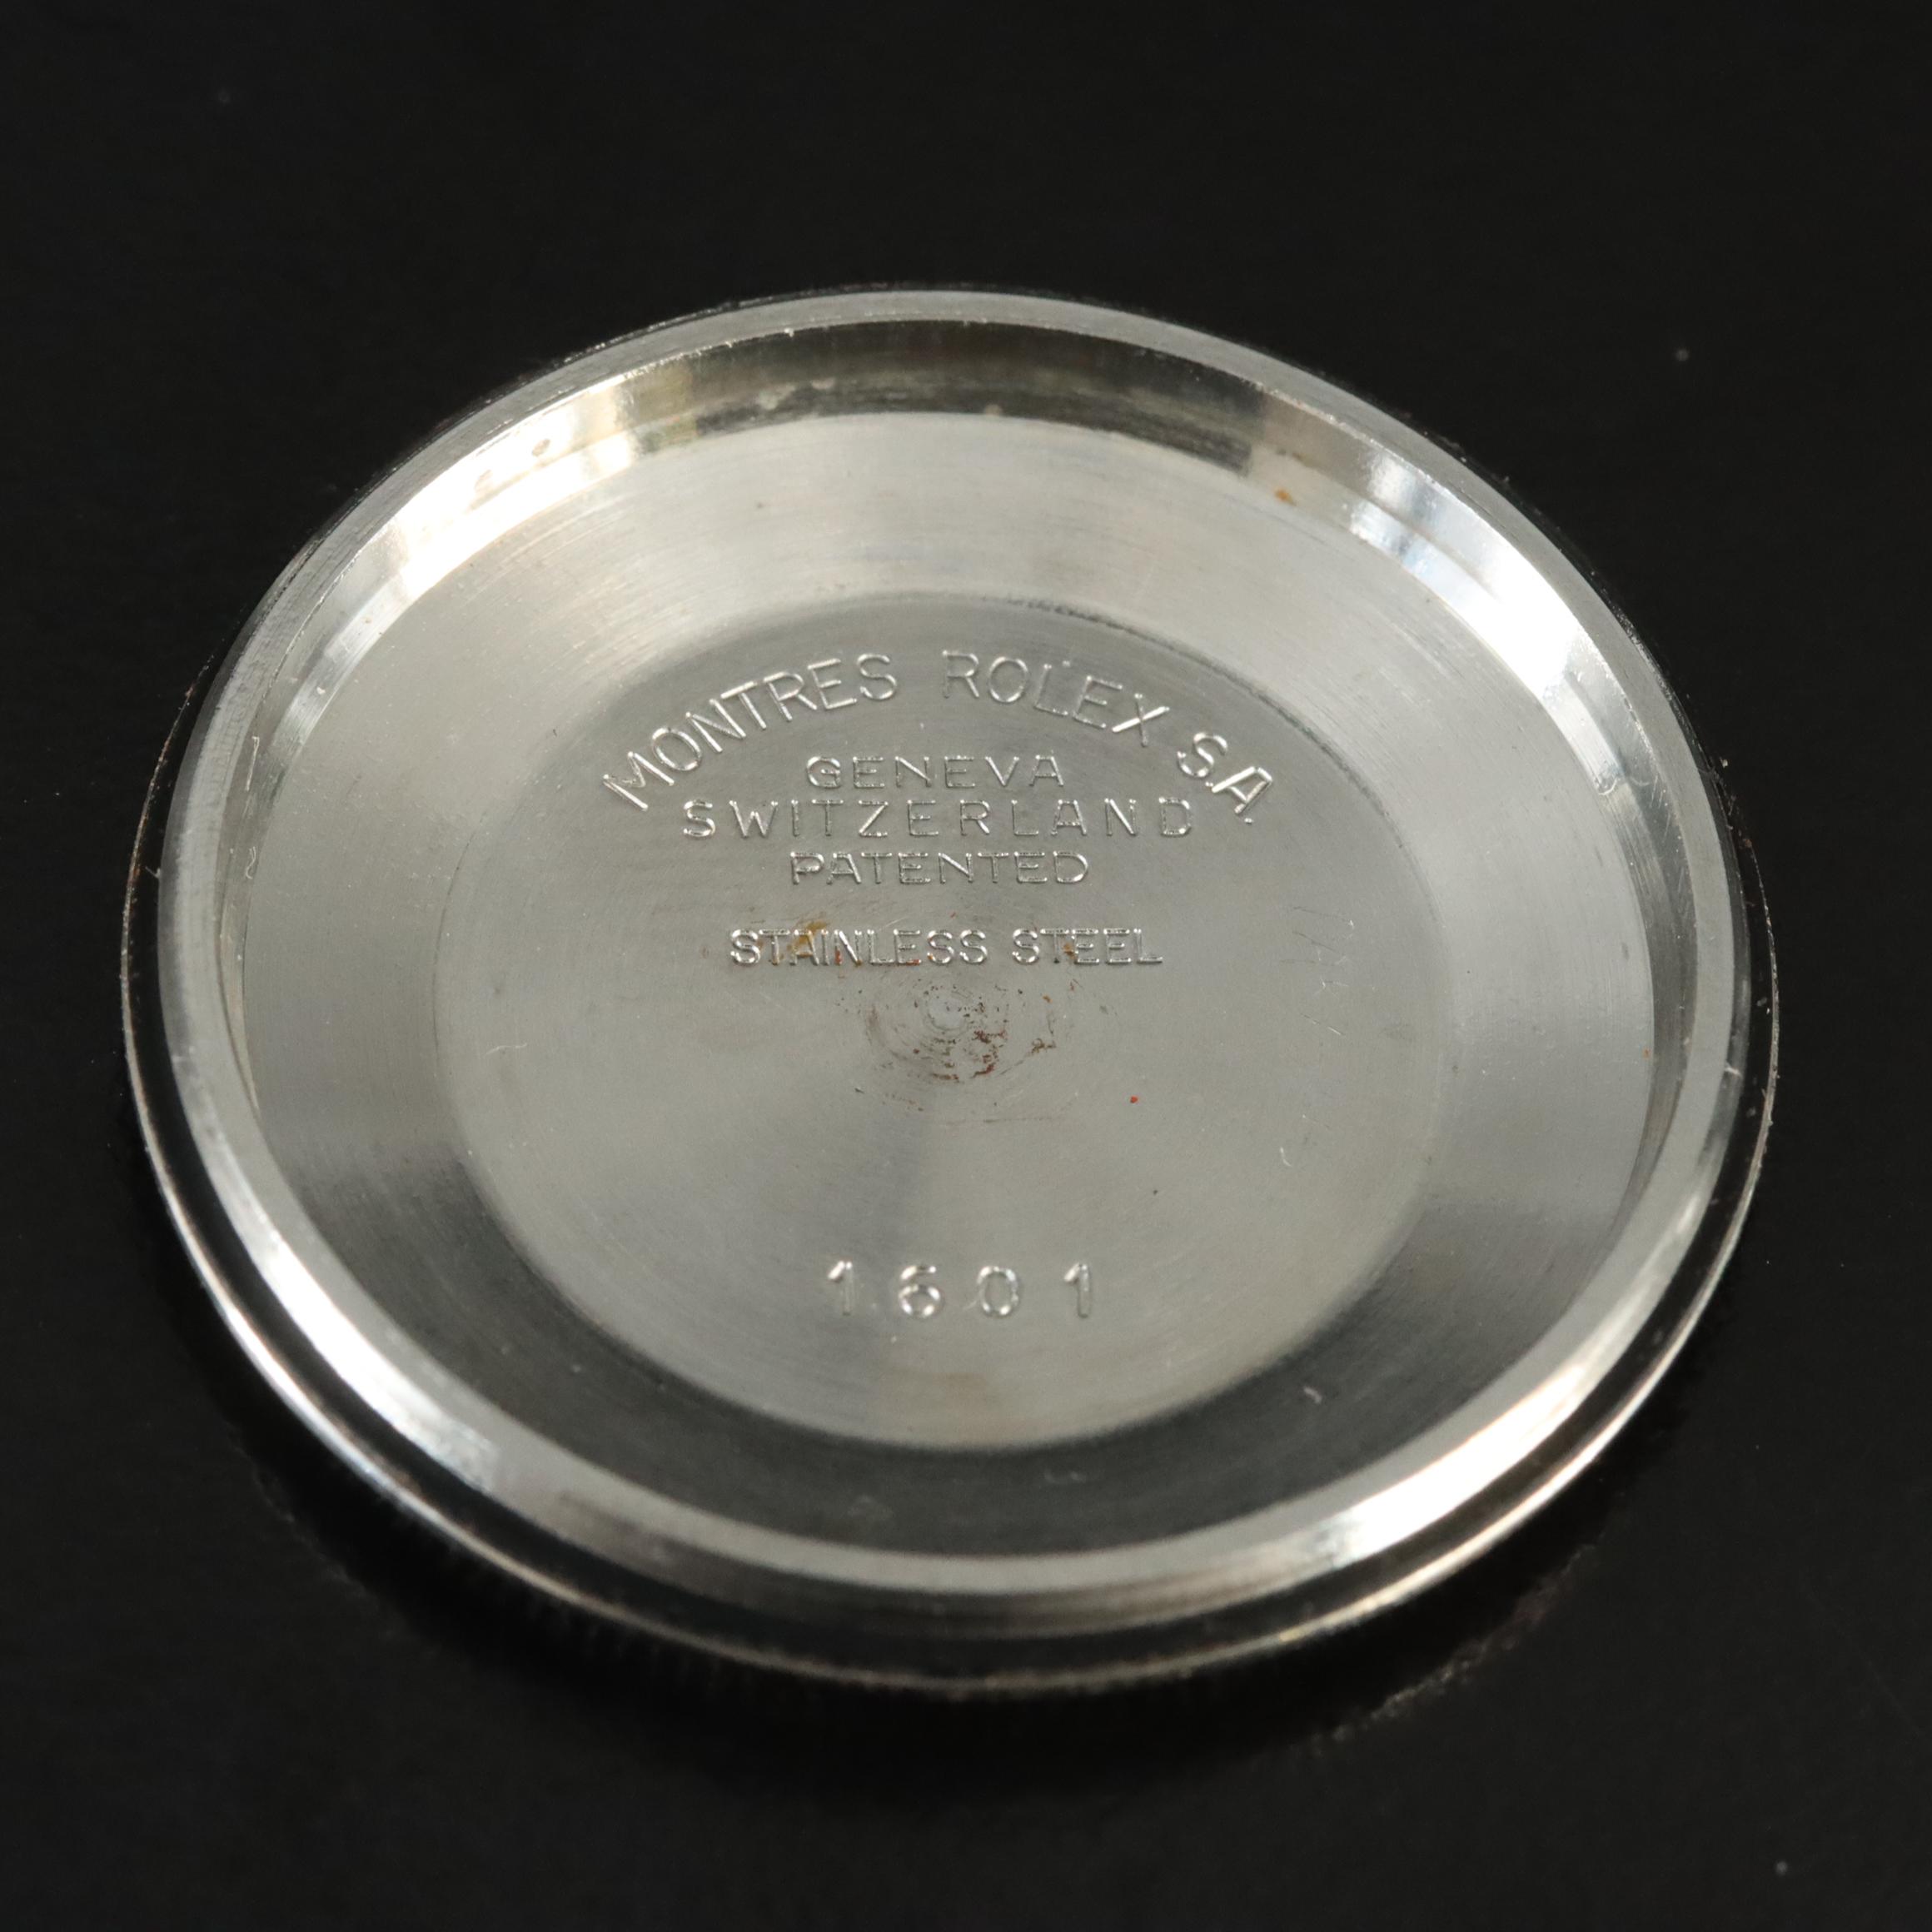 MONTRES ROLEX S.A.
GENEVA
SWITZERLAND
PATENTED
STAINLESS STEEL
1601